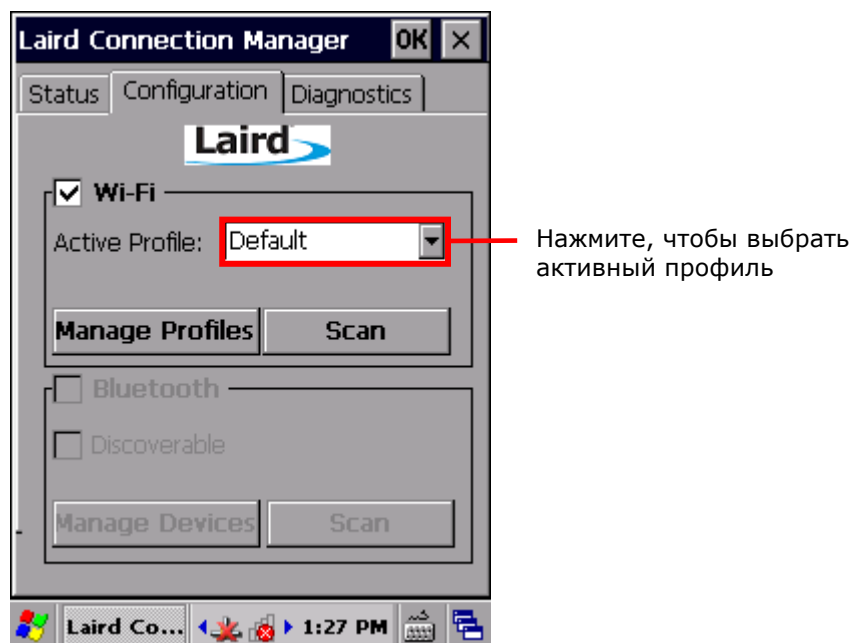 Laird Connection Manager OK ×
Status Configuration Diagnostics
Laird
Wi-Fi
Active Profile: Default
Нажмите, чтобы выбрать
активный профиль
Manage Profiles Scan
Bluetooth
Discoverable
Manage Devices Scan
Laird Co... 1:27 PM